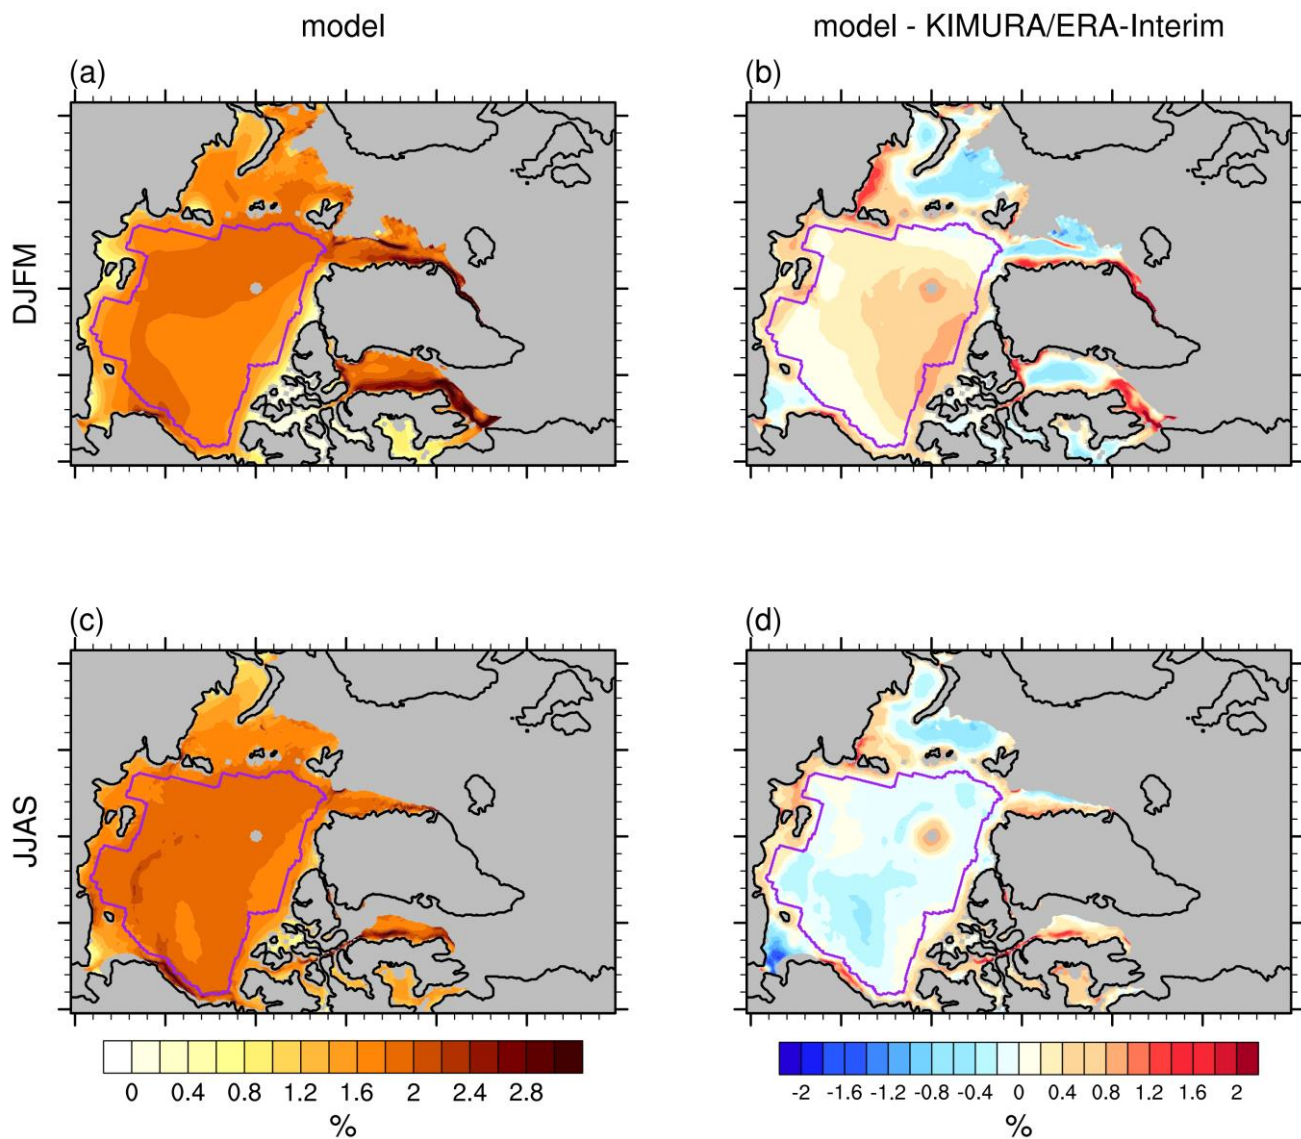 model
model - KIMURA/ERA-Interim
(a)
(b)
DJFM
(c)
(d)
JJAS
0 0.4 0.8 1.2 1.6 2 2.4 2.8
%
-2 -1.6 -1.2 -0.8 -0.4 0 0.4 0.8 1.2 1.6 2
%